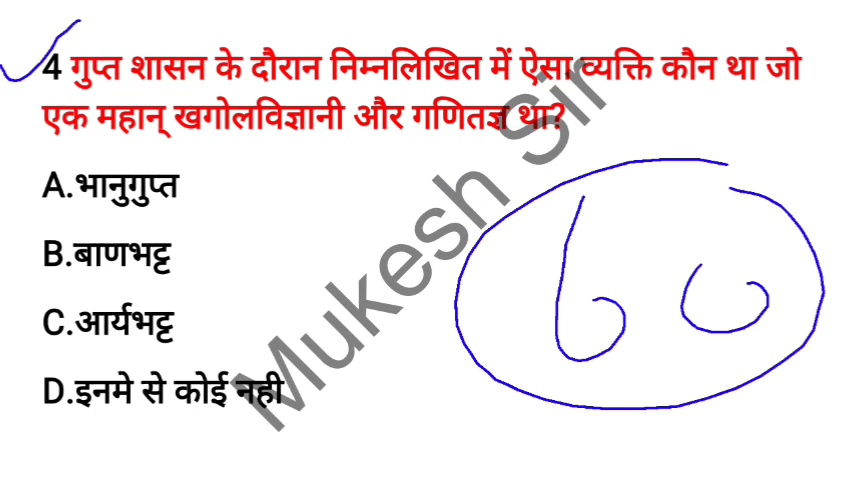 4 गुप्त शासन के दौरान निम्नलिखित में ऐसा व्यक्ति कौन था जो
एक महान् खगोलविज्ञानी और गणितज्ञ था?
A.भानुगुप्त
B.बाणभट्ट
C.आर्यभट्ट
D.इनमे से कोई नही
Mukesh Sir